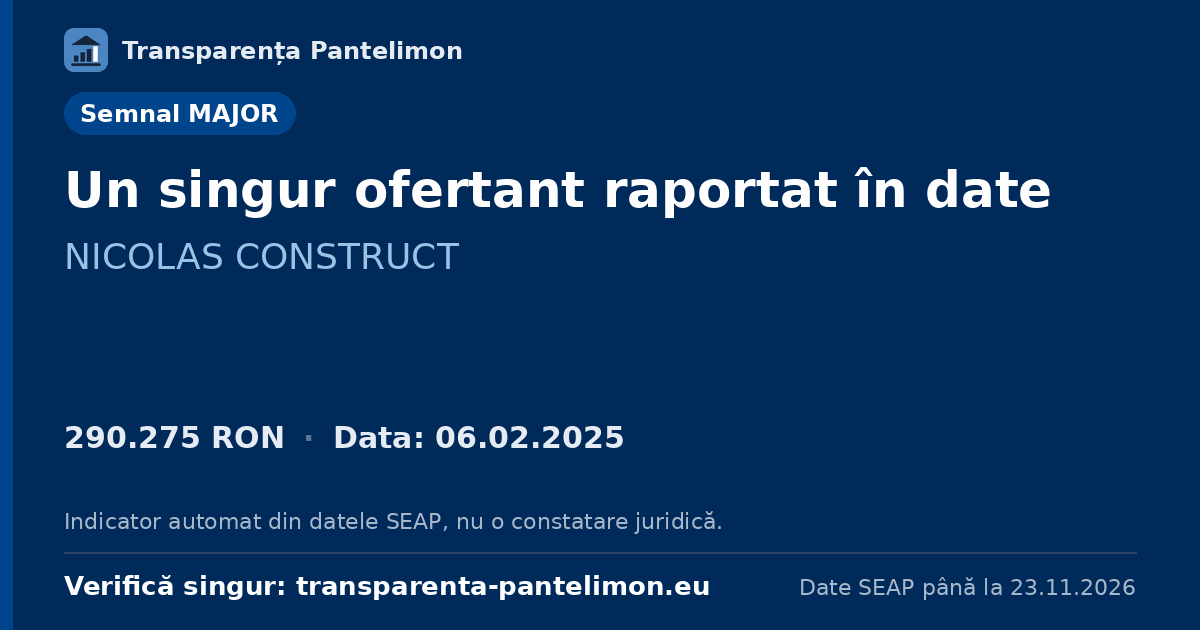 Transparența Pantelimon
Semnal MAJOR
Un singur ofertant raportat în date
NICOLAS CONSTRUCT
290.275 RON · Data: 06.02.2025
Indicator automat din datele SEAP, nu o constatare juridică.
Verifică singur: transparenta-pantelimon.eu
Date SEAP până la 23.11.2026